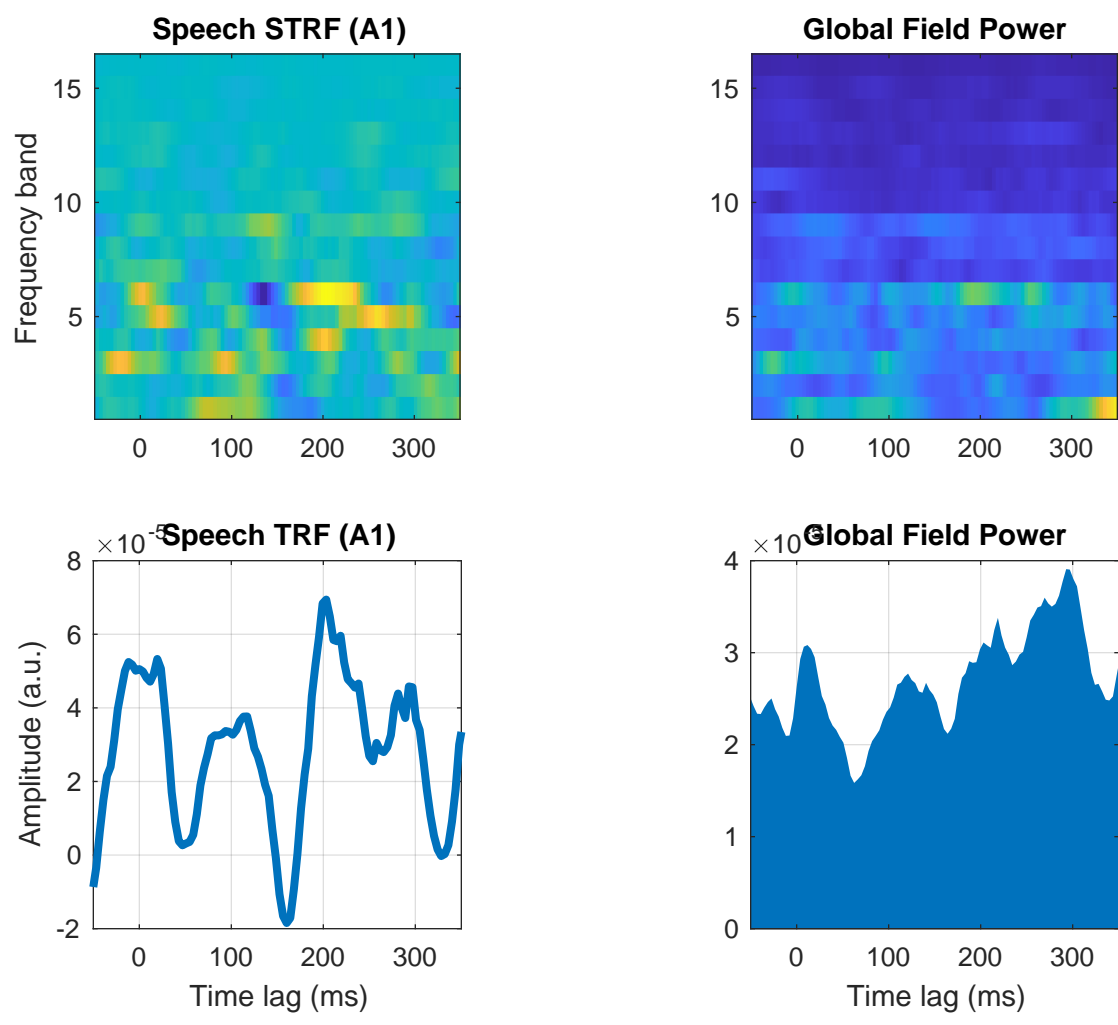 Speech STRF (A1)
Frequency band
15
10
5
0 100 200 300
Global Field Power
15
10
5
0 100 200 300
Speech TRF (A1)
×10-5
Amplitude (a.u.)
8
6
4
2
0
-2
0 100 200 300
Time lag (ms)
Global Field Power
×10-5
4
3
2
1
0
0 100 200 300
Time lag (ms)